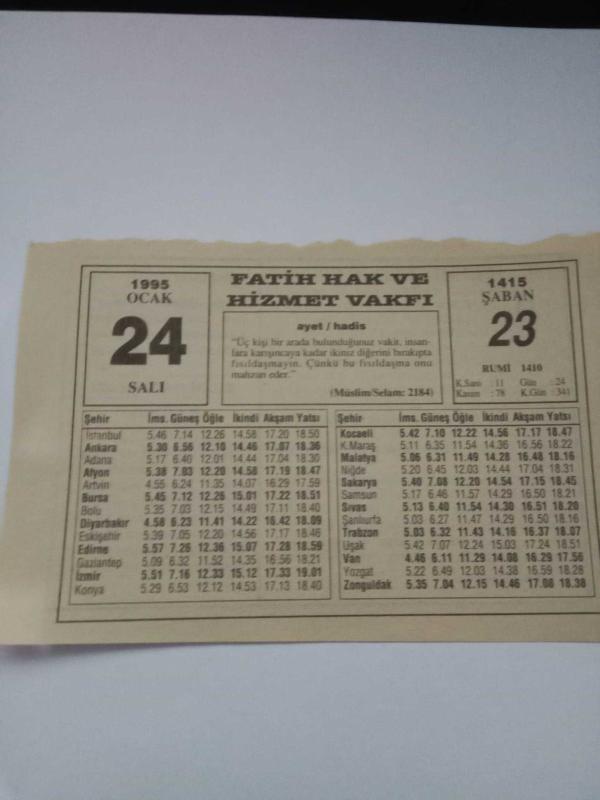 1995
OCAK
24
SALI
FATİH HAK VE
HİZMET VAKFI
ayet / hadis
“Üç kişi bir arada bulunduğunuz vakit, insan-
lara karışıncaya kadar ikiniz diğerini bırakıpta
fısıldaşmayın. Çünkü bu fısıldaşma onu
mahzun eder.”
(Müslim/Selam: 2184)
1415
ŞABAN
23
RUMİ 1410
K.Sani : 11 Gün : 24
Kasım : 78 K.Gün : 341
Şehir İms. Güneş Öğle İkindi Akşam Yatsı
İstanbul 5.46 7.14 12.26 14.58 17.20 18.50
Ankara 5.30 6.56 12.10 14.46 17.07 18.36
Adana 5.17 6.40 12.01 14.44 17.04 18.30
Afyon 5.38 7.03 12.20 14.58 17.19 18.47
Artvin 4.55 6.24 11.35 14.07 16.29 17.59
Bursa 5.45 7.12 12.26 15.01 17.22 18.51
Bolu 5.35 7.03 12.15 14.49 17.11 18.40
Diyarbakır 4.58 6.23 11.41 14.22 16.42 18.09
Eskişehir 5.39 7.05 12.20 14.56 17.17 18.46
Edirne 5.57 7.26 12.36 15.07 17.28 18.59
Gaziantep 5.09 6.32 11.52 14.35 16.56 18.21
İzmir 5.51 7.16 12.33 15.12 17.33 19.01
Konya 5.29 6.53 12.12 14.53 17.13 18.40
Şehir İms. Güneş Öğle İkindi Akşam Yatsı
Kocaeli 5.42 7.10 12.22 14.56 17.17 18.47
K.Maraş 5.11 6.35 11.54 14.36 16.56 18.22
Malatya 5.06 6.31 11.49 14.28 16.48 18.16
Niğde 5.20 6.45 12.03 14.44 17.04 18.31
Sakarya 5.40 7.08 12.20 14.54 17.15 18.45
Samsun 5.17 6.46 11.57 14.29 16.50 18.21
Sıvas 5.13 6.40 11.54 14.30 16.51 18.20
Şanlıurfa 5.03 6.27 11.47 14.29 16.50 18.16
Trabzon 5.03 6.32 11.43 14.16 16.37 18.07
Uşak 5.42 7.07 12.24 15.03 17.24 18.51
Van 4.46 6.11 11.29 14.08 16.29 17.56
Yozgat 5.22 6.49 12.03 14.38 16.59 18.28
Zonguldak 5.35 7.04 12.15 14.46 17.08 18.38